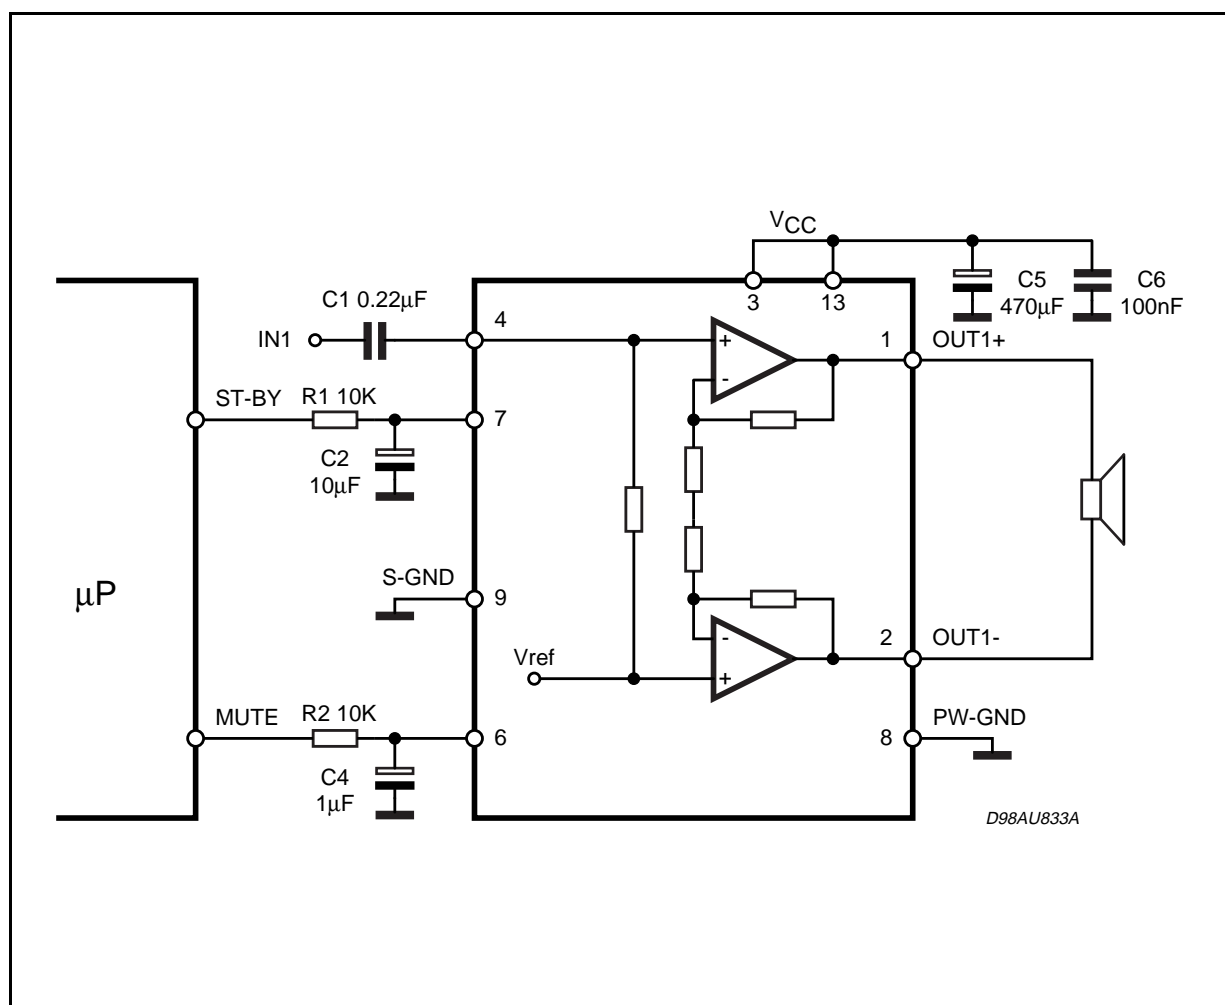 VCC
C1 0.22μF
4
3
13
C5
470μF
C6
100nF
IN1
+
-
1
OUT1+
ST-BY
R1 10K
7
C2
10μF
μP
S-GND
9
Vref
-
+
2
OUT1-
MUTE
R2 10K
6
C4
1μF
8
PW-GND
D98AU833A